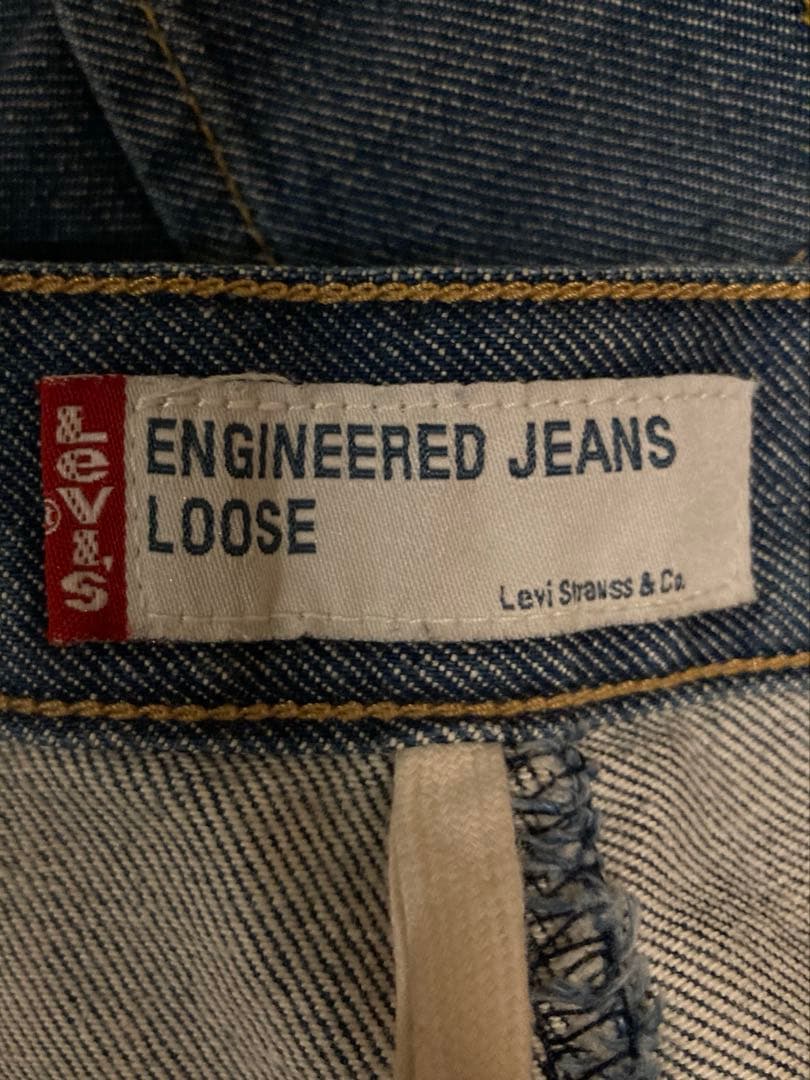 LeVI'S
®
ENGINEERED JEANS
LOOSE
Levi Strauss & Co.